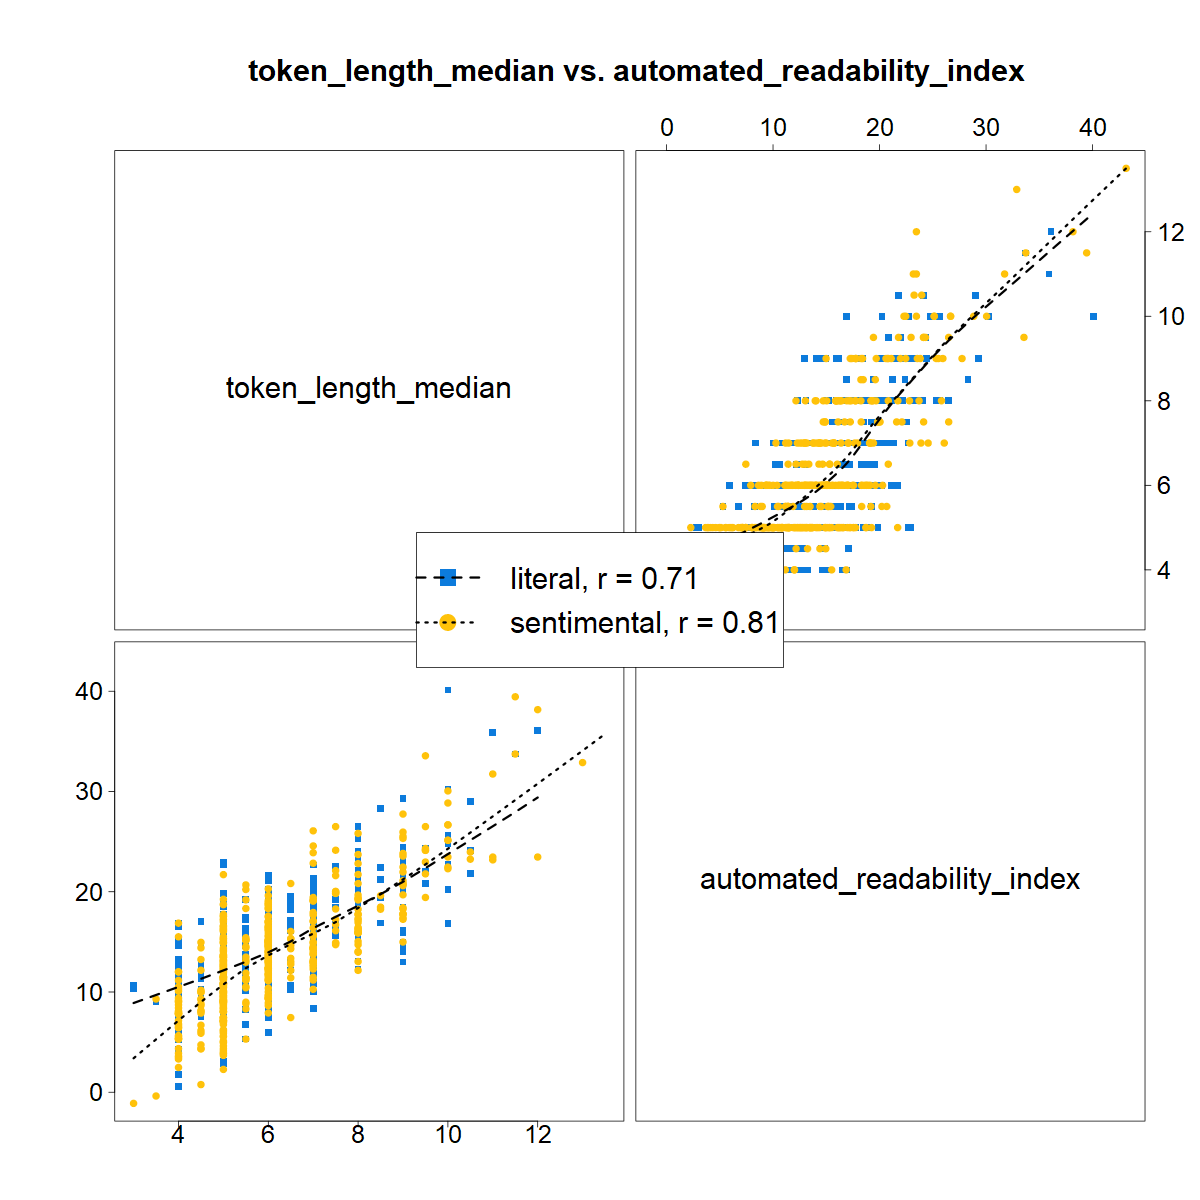 token_length_median vs. automated_readability_index
0 10 20 30 40
token_length_median
12
10
8
6
4
literal, r = 0.71
sentimental, r = 0.81
40
30
20
10
0
automated_readability_index
4 6 8 10 12